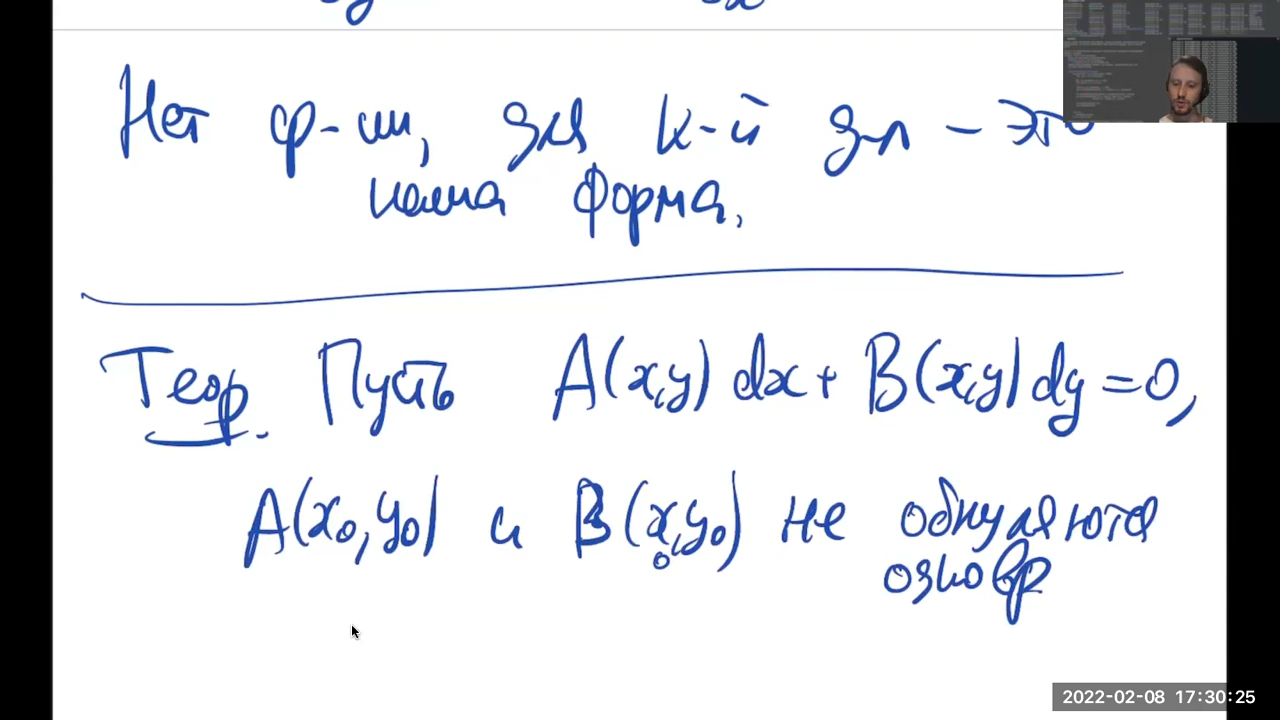 Нет ф-ии, для к-й дл - это
наша форма.
Теор. Пусть A(x,y) dx + B(x,y) dy = 0,
A(x₀,y₀) и B(x₀,y₀) не обнуляются
одновр
2022-02-08 17:30:25